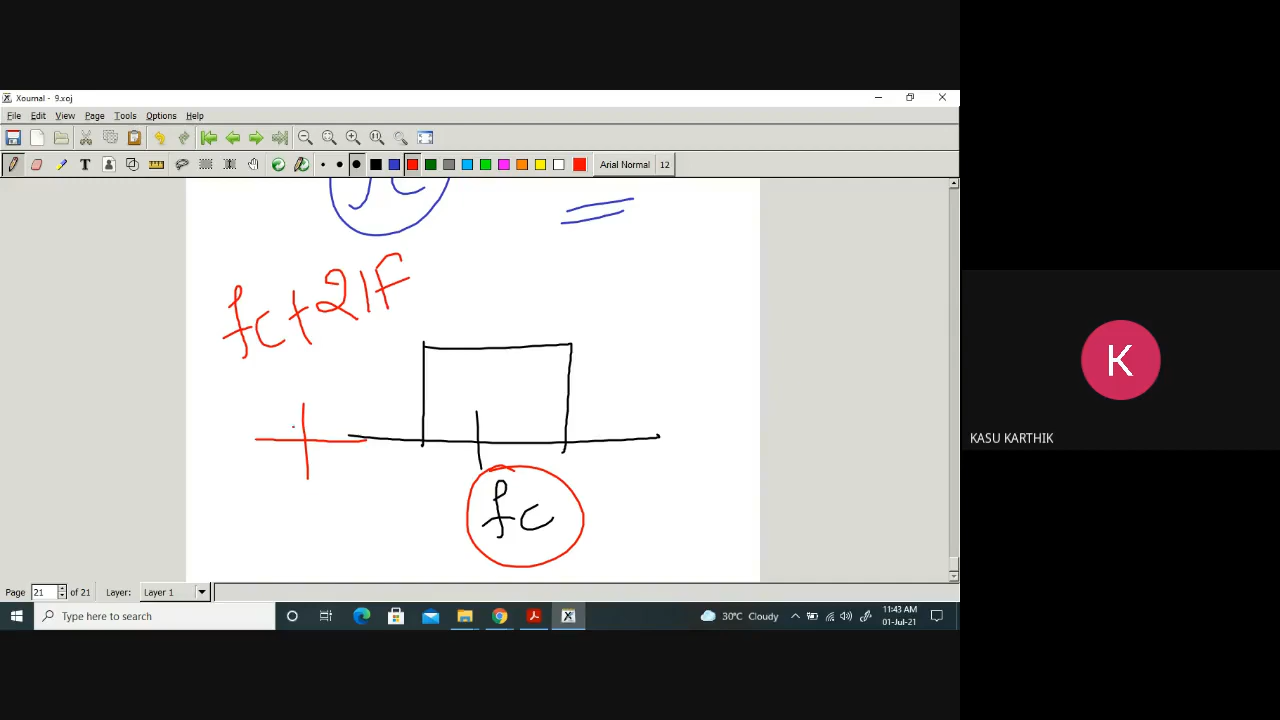 Xournal - 9.xoj
File Edit View Page Tools Options Help
Arial Normal 12
fc
fc+2IF
fc
K
KASU KARTHIK
Page 21 of 21 Layer: Layer 1
Type here to search
30°C Cloudy
11:43 AM
01-Jul-21